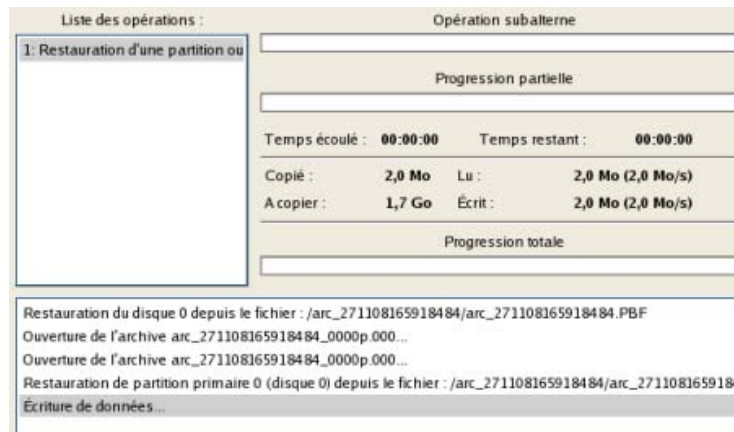 Liste des opérations :
Opération subalterne
1: Restauration d'une partition ou
Progression partielle
Temps écoulé : 00:00:00 Temps restant : 00:00:00
Copié : 2,0 Mo Lu : 2,0 Mo (2,0 Mo/s)
A copier : 1,7 Go Écrit : 2,0 Mo (2,0 Mo/s)
Progression totale
Restauration du disque 0 depuis le fichier : /arc_271108165918484/arc_271108165918484.PBF
Ouverture de l'archive arc_271108165918484_0000p.000...
Ouverture de l'archive arc_271108165918484_0000p.000...
Restauration de partition primaire 0 (disque 0) depuis le fichier : /arc_271108165918484/arc_27110816591 8
Écriture de données...